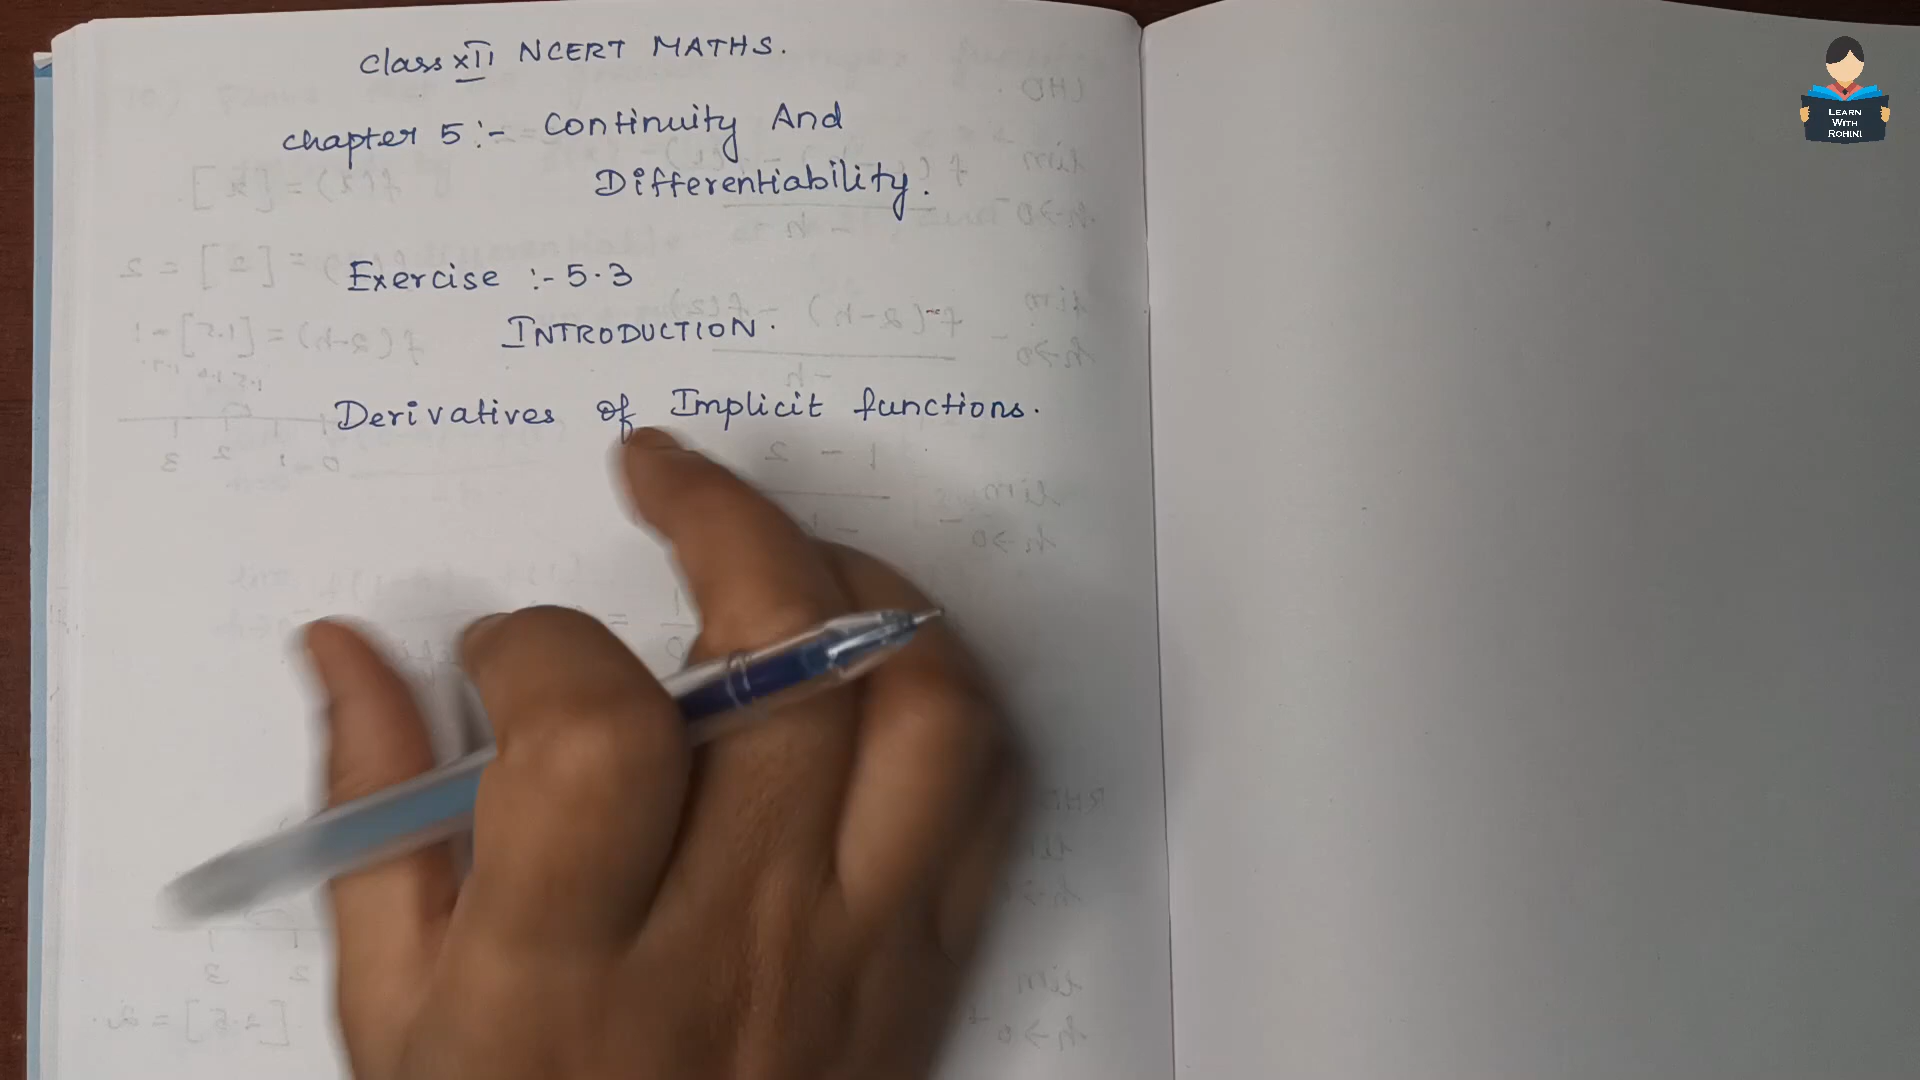 Class XII NCERT MATHS.
Chapter 5 :- Continuity And
Differentiability.
Exercise :- 5.3
INTRODUCTION.
Derivatives of Implicit functions.
LEARN
WITH
ROHINI